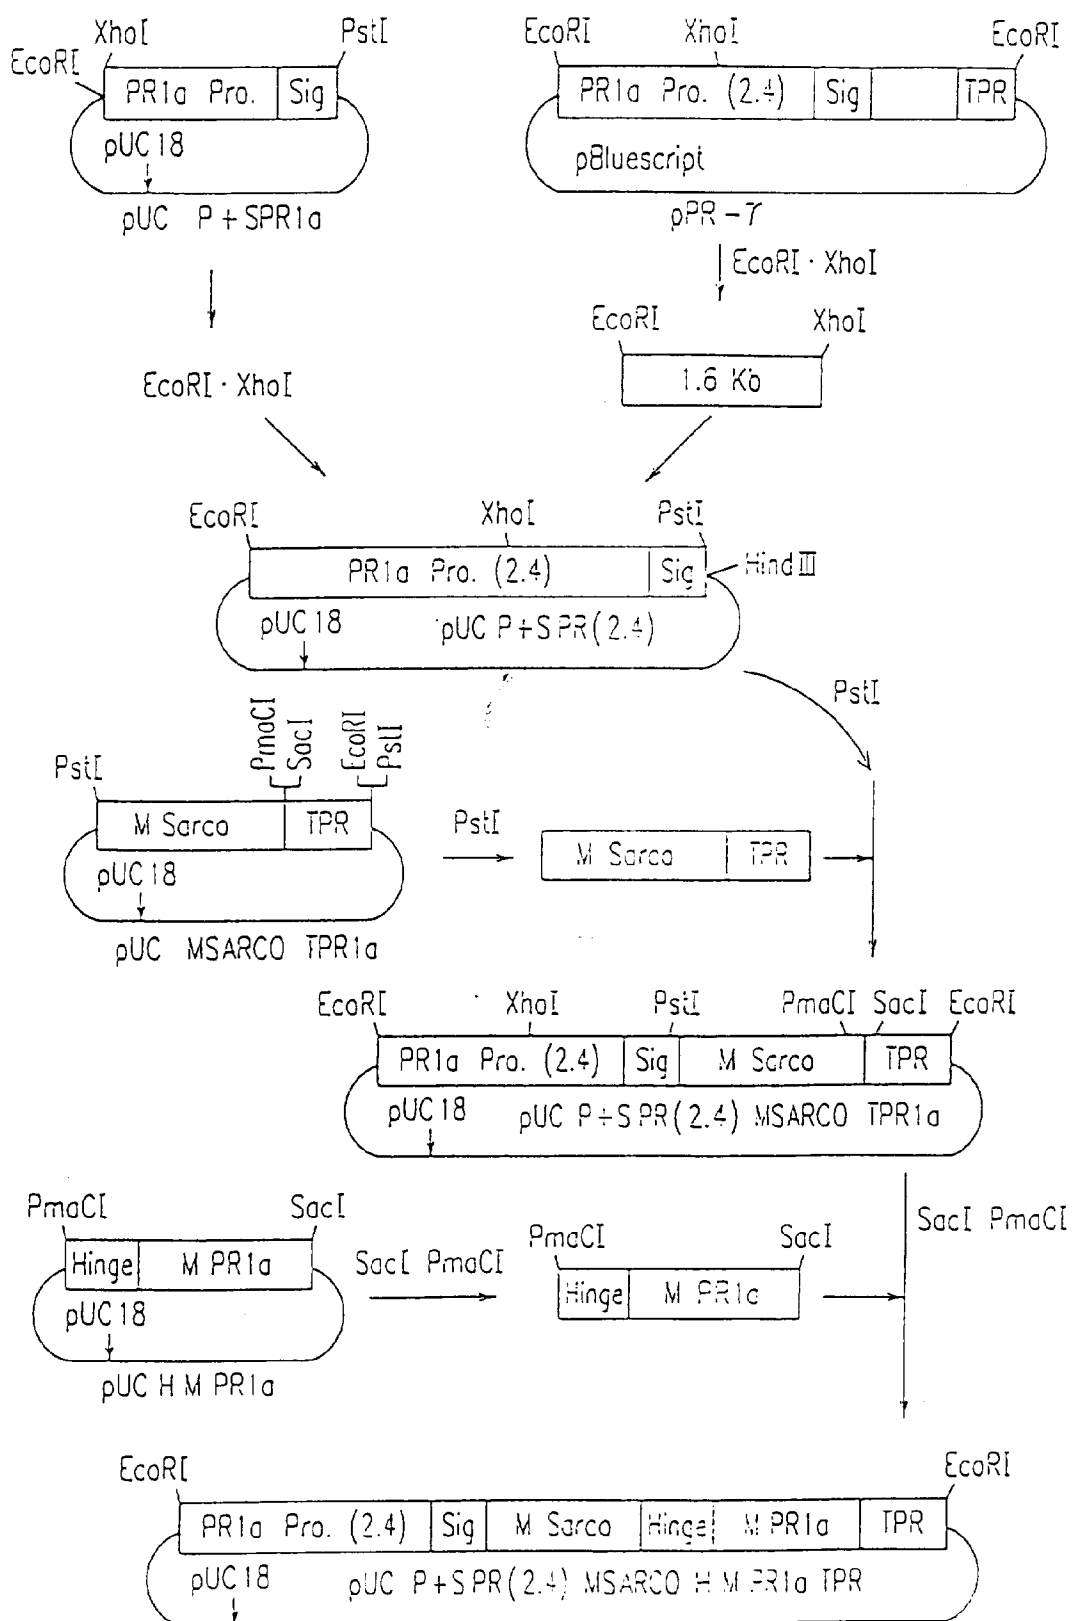 XhoI
PstI
EcoRI
PR1a Pro.
Sig
pUC18
pUC P+SPR1a
EcoRI
XhoI
EcoRI
PR1a Pro. (2.4)
Sig
TPR
pBluescript
pPR-γ
EcoRI · XhoI
EcoRI
XhoI
1.6 Kb
EcoRI · XhoI
EcoRI
XhoI
PstI
PR1a Pro. (2.4)
Sig
HindIII
pUC18
pUC P+SPR(2.4)
PstI
PstI
PmaCI
SacI
EcoRI
PstI
M Sarco
TPR
pUC18
pUC MSARCO TPR1a
PstI
M Sarco
TPR
EcoRI
XhoI
PstI
PmaCI
SacI
EcoRI
PR1a Pro. (2.4)
Sig
M Sarco
TPR
pUC18
pUC P+SPR(2.4) MSARCO TPR1a
PmaCI
SacI
Hinge
M PR1a
pUC18
pUC H M PR1a
SacI PmaCI
PmaCI
SacI
Hinge
M PR1a
SacI PmaCI
EcoRI
EcoRI
PR1a Pro. (2.4)
Sig
M Sarco
Hinge
M PR1a
TPR
pUC18
pUC P+SPR(2.4) MSARCO H M PR1a TPR